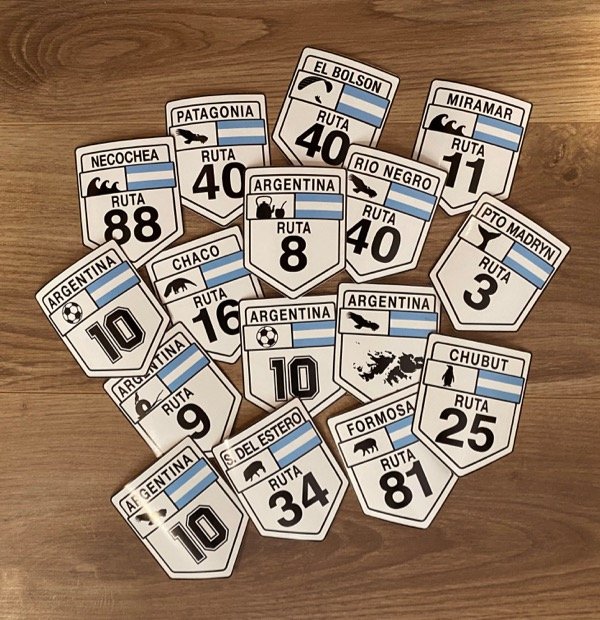 EL BOLSON
RUTA
40
MIRAMAR
RUTA
11
PATAGONIA
RUTA
40
NECOCHEA
RUTA
88
ARGENTINA
RUTA
8
RIO NEGRO
RUTA
40
PTO MADRYN
RUTA
3
CHACO
RUTA
16
ARGENTINA
10
ARGENTINA
10
ARGENTINA
CHUBUT
RUTA
25
ARGENTINA
RUTA
9
S. DEL ESTERO
RUTA
34
FORMOSA
RUTA
81
ARGENTINA
10